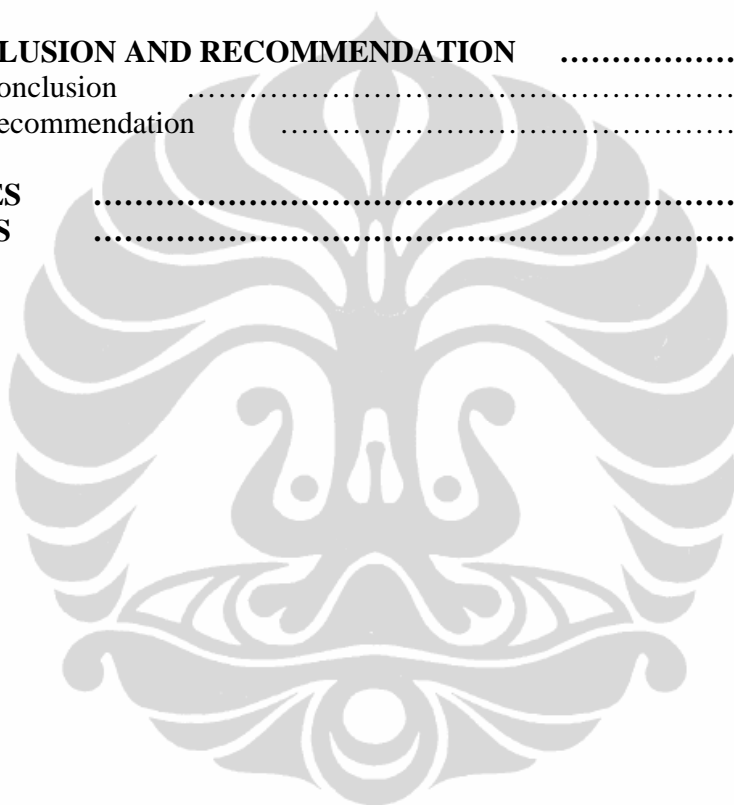 LUSION AND RECOMMENDATION ………………
onclusion ……………………………………………
ecommendation ………………………………………
ES ……………………………………………………
S ……………………………………………………